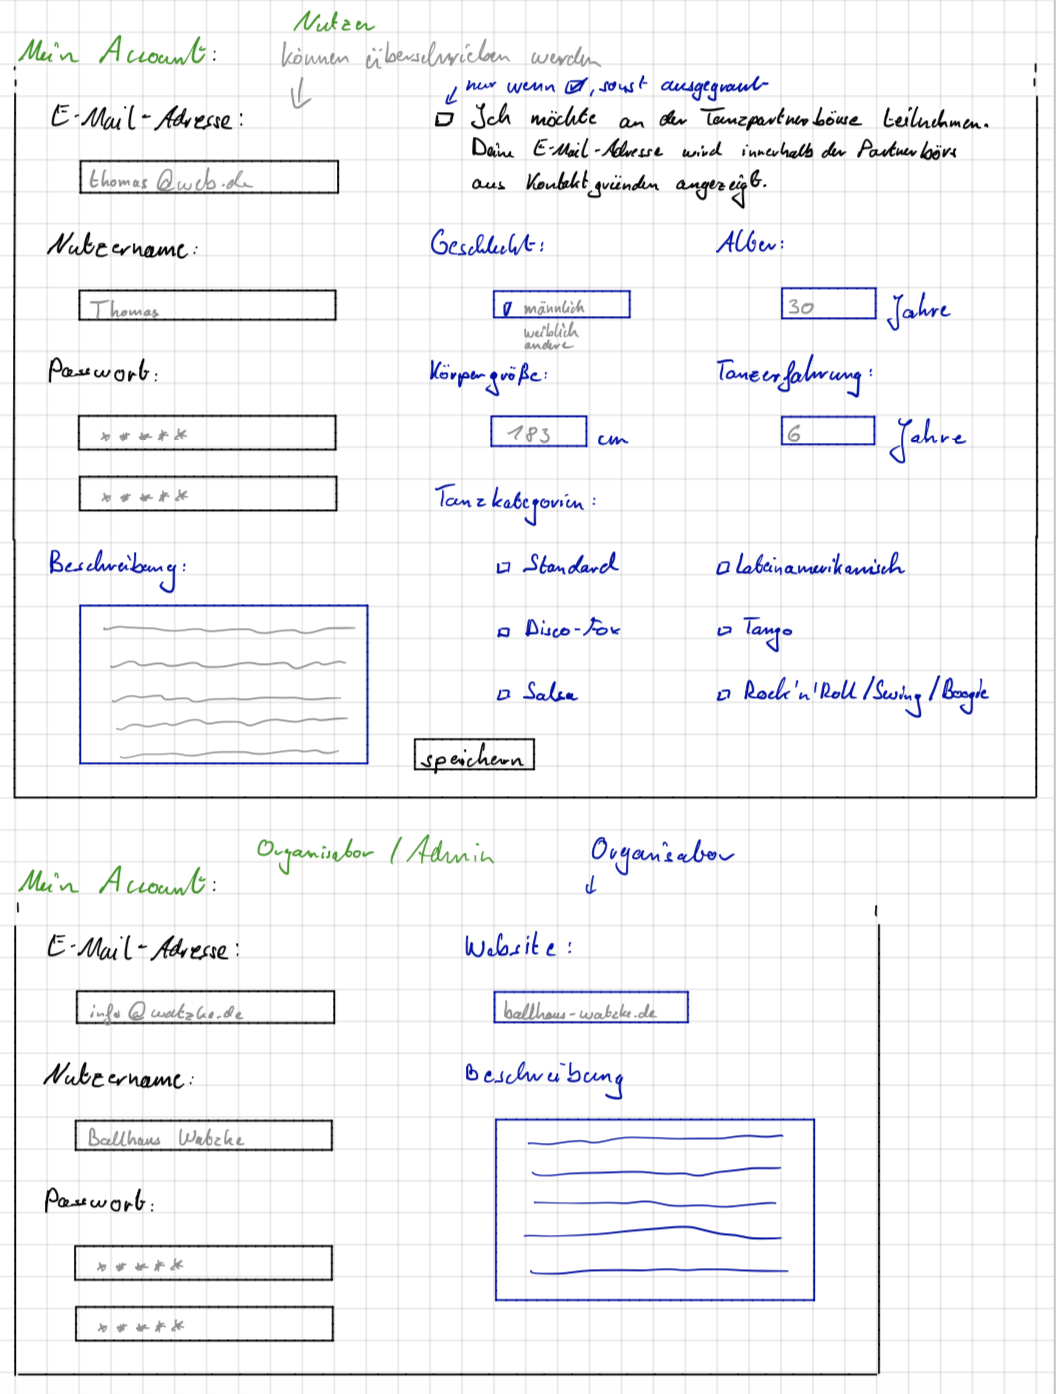 Nutzer
Mein Account:
können überschrieben werden
nur wenn ☑, sonst ausgegraut
E-Mail-Adresse:
☐ Ich möchte an der Tanzpartnerbörse teilnehmen.
Deine E-Mail-Adresse wird innerhalb der Partnerbörs
aus Kontaktgründen angezeigt.
thomas@web.de
Nutzername:
Geschlecht:
Alter:
Thomas
männlich
weiblich
andere
30 Jahre
Passwort:
Körpergröße:
Tanzerfahrung:
*****
183 cm
6 Jahre
*****
Tanzkategorien:
Beschreibung:
☐ Standard
☐ Lateinamerikanisch
☐ Disco-Fox
☐ Tango
☐ Salsa
☐ Rock'n'Roll/Swing/Boogie
speichern
Organisator / Admin
Organisator
Mein Account:
E-Mail-Adresse:
Website:
info@watzke.de
ballhaus-watzke.de
Nutzername:
Beschreibung
Ballhaus Watzke
Passwort:
*****
*****